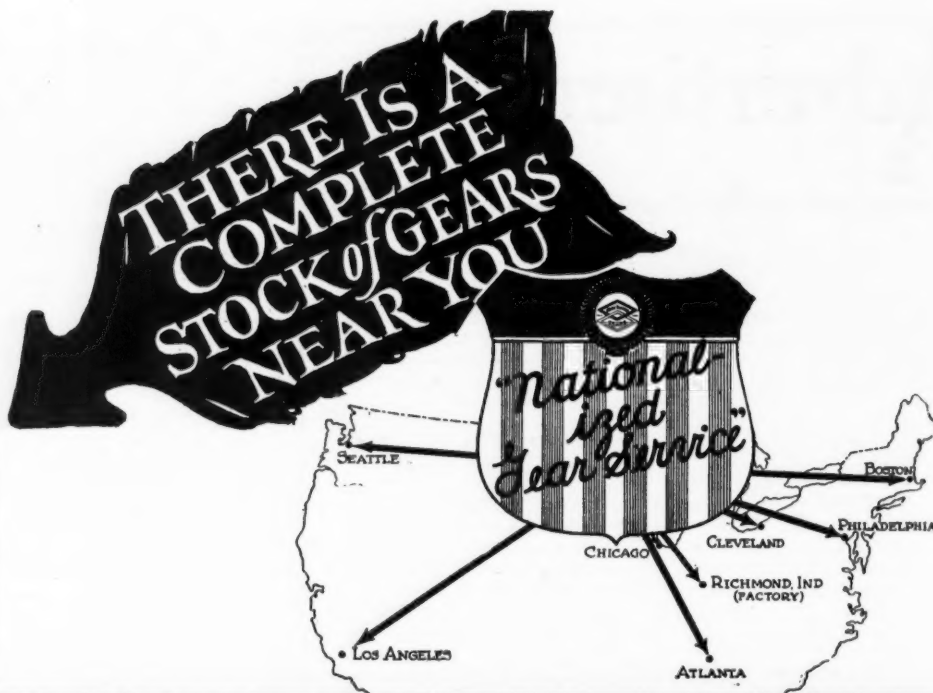 THERE IS A
COMPLETE
STOCK of GEARS
NEAR YOU
"National-
ized
Gear Service"
SEATTLE
BOSTON
PHILADELPHIA
CLEVELAND
CHICAGO
RICHMOND, IND
(FACTORY)
LOS ANGELES
ATLANTA